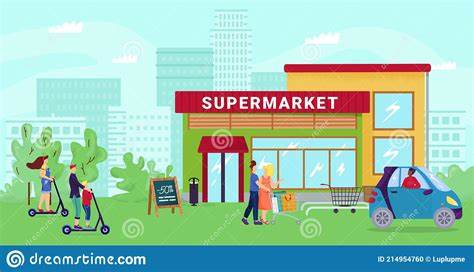 SUPERMARKET
-50%
dreamstime.com
ID 214954760 © Luplupme